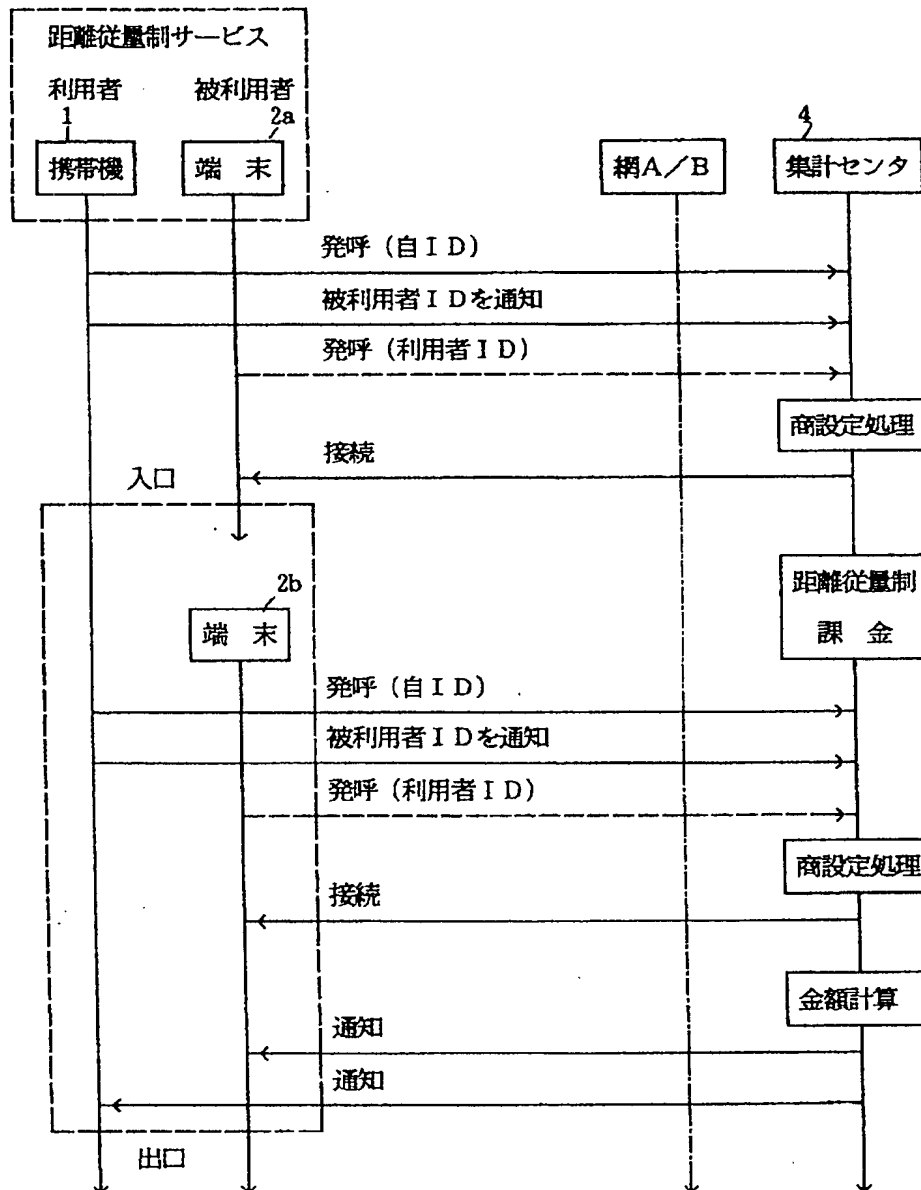 距離従量制サービス
利用者 被利用者
1 2a 4
携帯機 端 末 網A/B 集計センタ
発呼(自ID)
被利用者IDを通知
発呼(利用者ID)
商設定処理
接続
入口
2b
端 末
距離従量制
課 金
発呼(自ID)
被利用者IDを通知
発呼(利用者ID)
商設定処理
接続
金額計算
通知
通知
出口